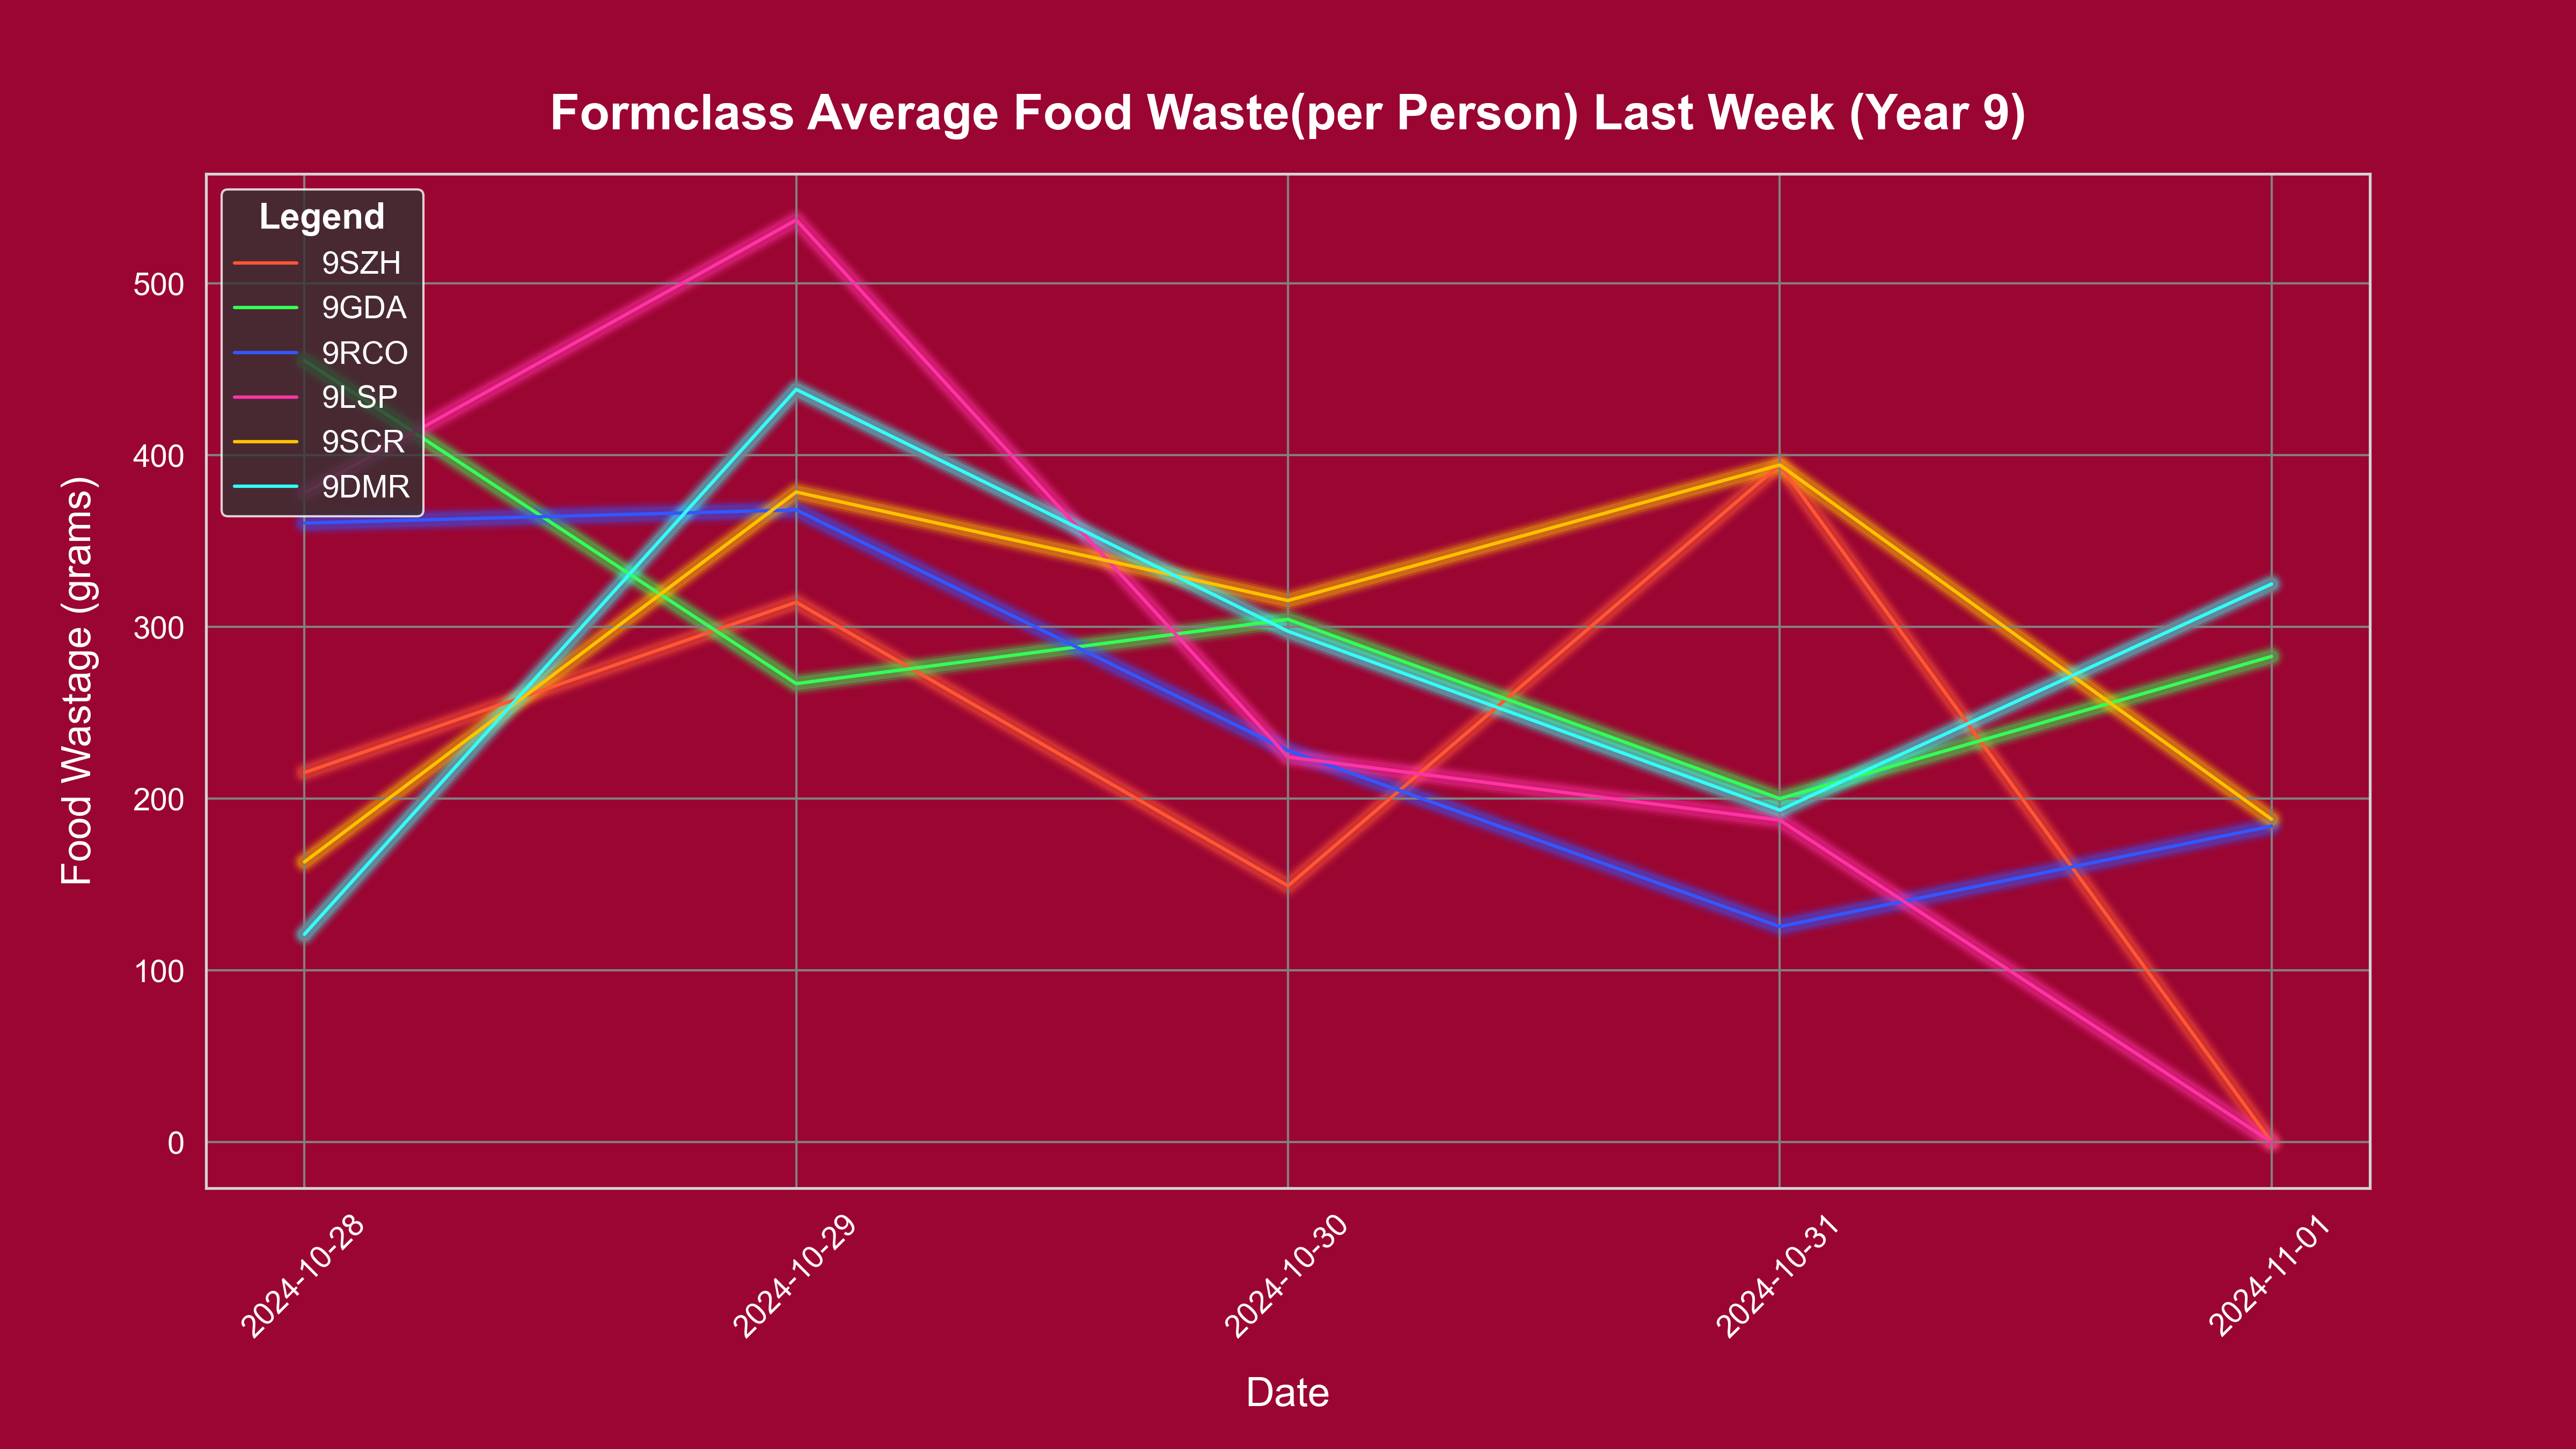 Formclass Average Food Waste(per Person) Last Week (Year 9)
Legend
9SZH
9GDA
9RCO
9LSP
9SCR
9DMR
Food Wastage (grams)
500
400
300
200
100
0
2024-10-28
2024-10-29
2024-10-30
2024-10-31
2024-11-01
Date